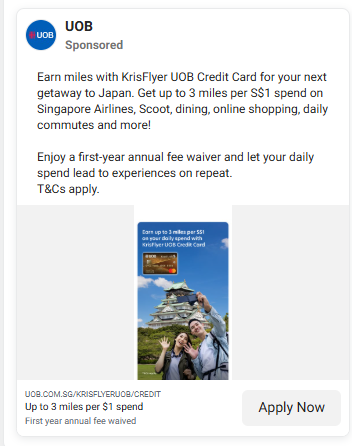 UOB
UOB
Sponsored
Earn miles with KrisFlyer UOB Credit Card for your next
getaway to Japan. Get up to 3 miles per S$1 spend on
Singapore Airlines, Scoot, dining, online shopping, daily
commutes and more!
Enjoy a first-year annual fee waiver and let your daily
spend lead to experiences on repeat.
T&Cs apply.
Earn up to 3 miles per S$1
on your daily spend with
KrisFlyer UOB Credit Card
UOB.COM.SG/KRISFLYERUOB/CREDIT
Up to 3 miles per $1 spend
First year annual fee waived
Apply Now